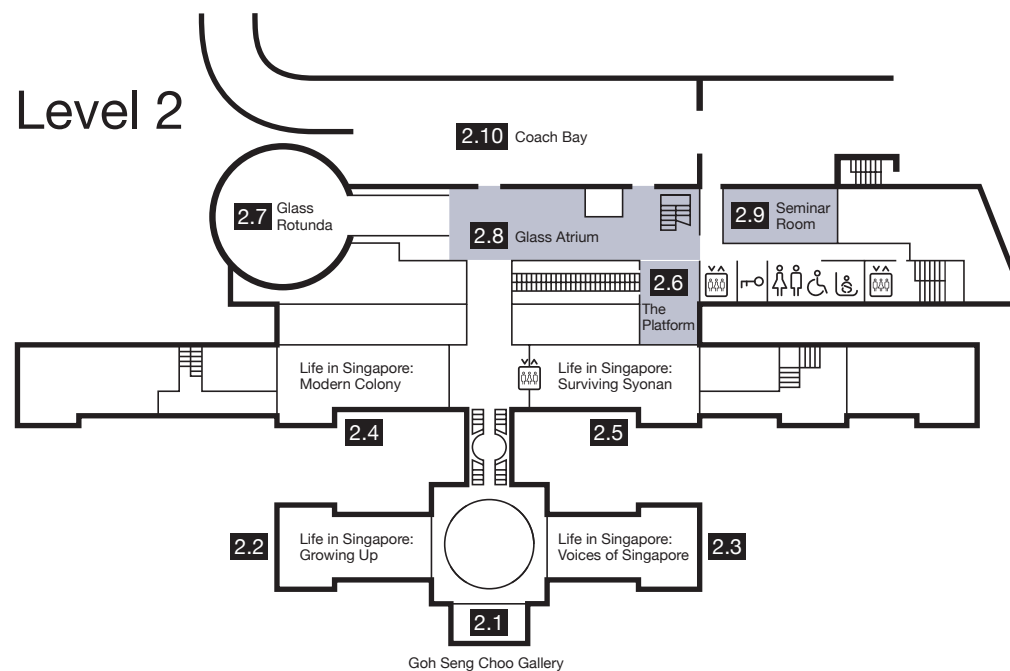 Level 2
2.10 Coach Bay
2.7 Glass
Rotunda
2.9 Seminar
Room
2.8 Glass Atrium
2.6
The
Platform
Life in Singapore:
Modern Colony
Life in Singapore:
Surviving Syonan
2.4
2.5
2.2
Life in Singapore:
Growing Up
Life in Singapore:
Voices of Singapore
2.3
2.1
Goh Seng Choo Gallery